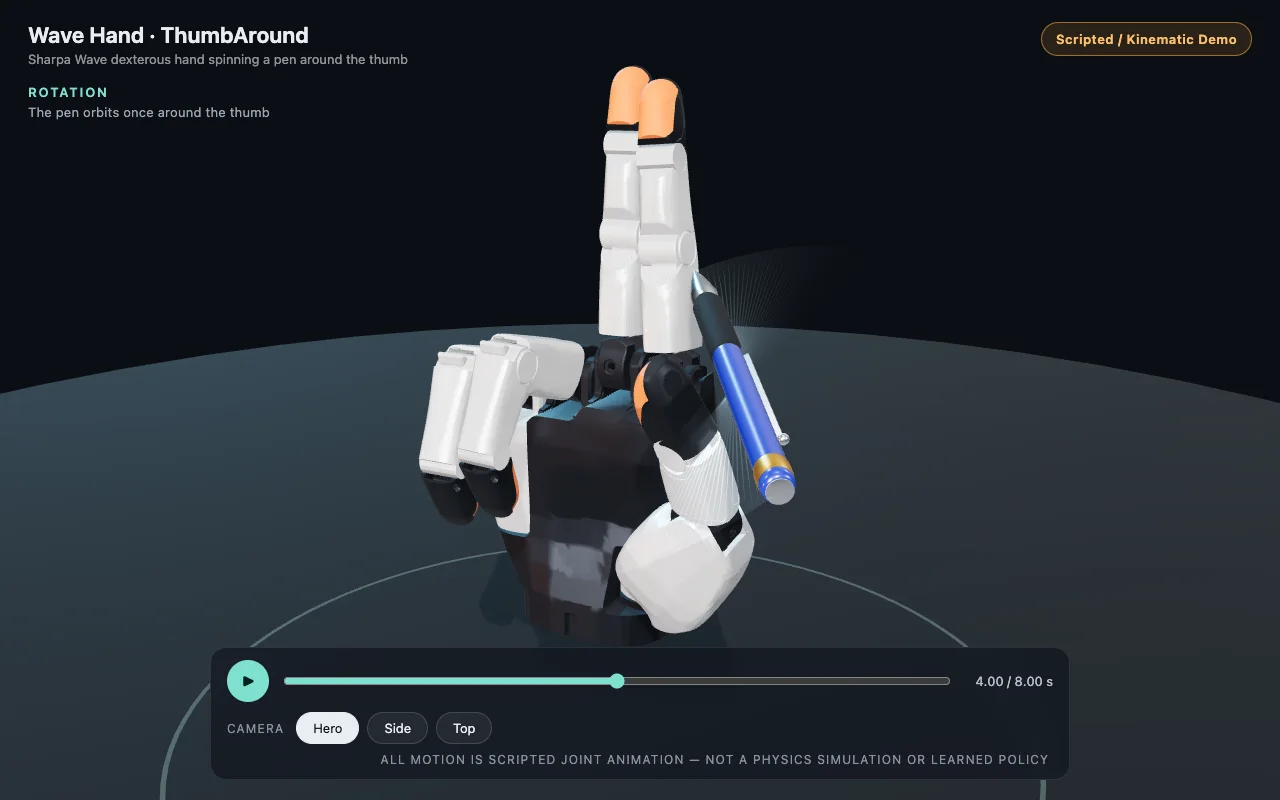 Wave Hand · ThumbAround
Sharpa Wave dexterous hand spinning a pen around the thumb
Scripted / Kinematic Demo
ROTATION
The pen orbits once around the thumb
4.00 / 8.00 s
CAMERA Hero Side Top
ALL MOTION IS SCRIPTED JOINT ANIMATION — NOT A PHYSICS SIMULATION OR LEARNED POLICY